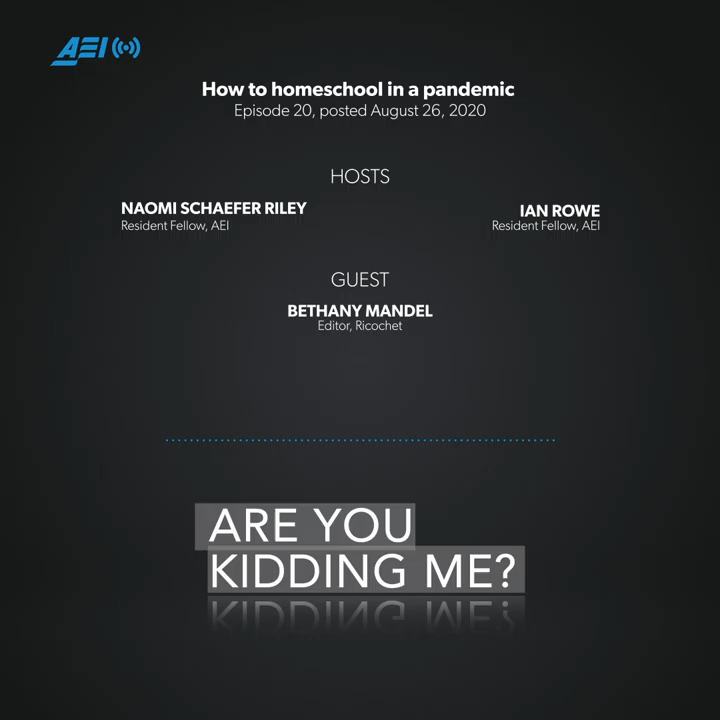 AEI
How to homeschool in a pandemic
Episode 20, posted August 26, 2020
HOSTS
NAOMI SCHAEFER RILEY
Resident Fellow, AEI
IAN ROWE
Resident Fellow, AEI
GUEST
BETHANY MANDEL
Editor, Ricochet
ARE YOU
KIDDING ME?